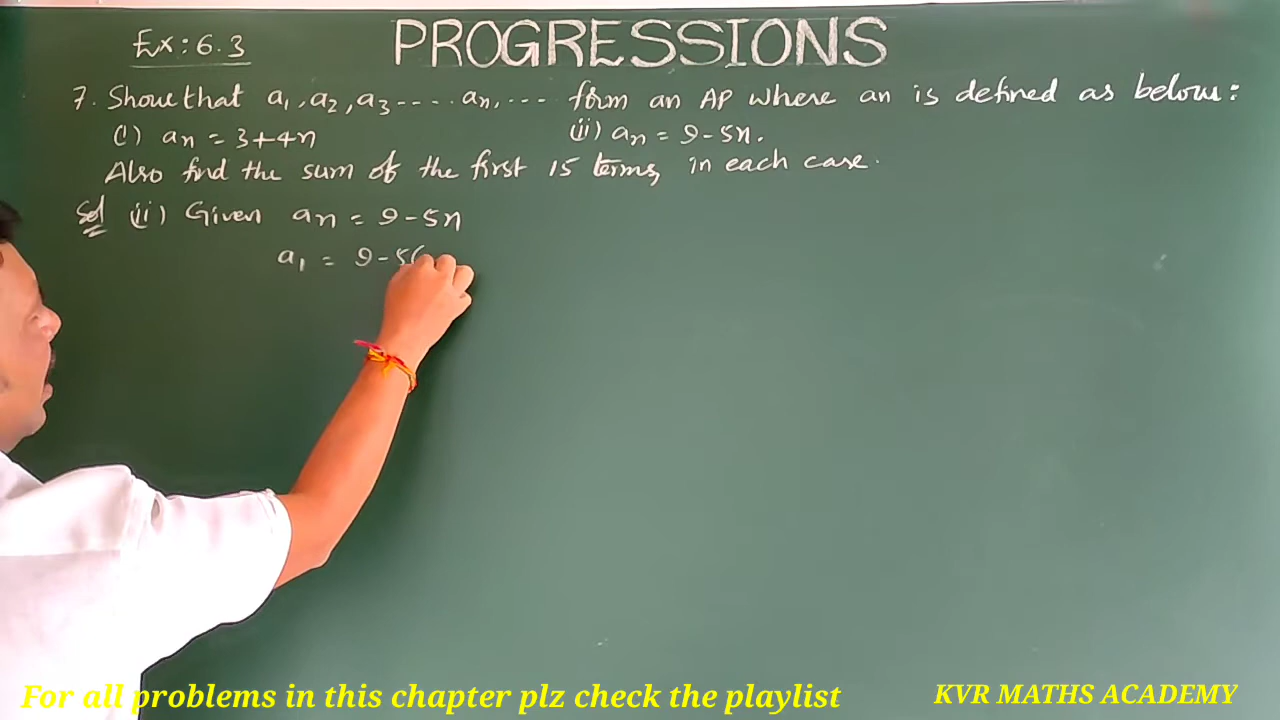 Ex: 6.3
PROGRESSIONS
7. Show that a₁, a₂, a₃ ---- . an, --- form an AP where an is defined as below:
(i) an = 3+4n (ii) an = 9-5n.
Also find the sum of the first 15 terms in each case.
Sol (ii) Given an = 9-5n
a₁ = 9-5(
For all problems in this chapter plz check the playlist
KVR MATHS ACADEMY